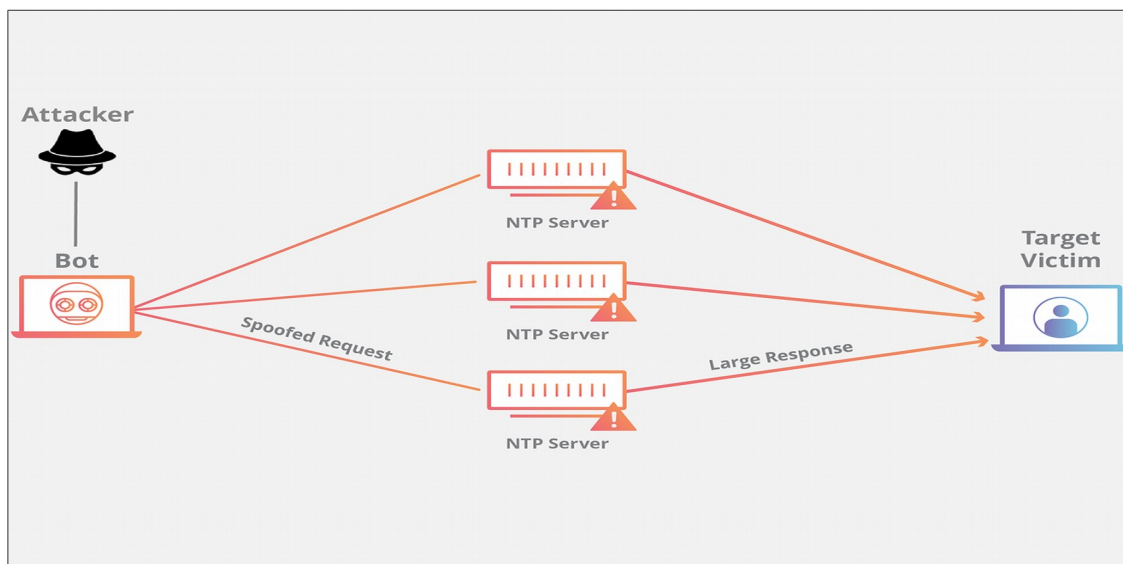 Attacker
Bot
Spoofed Request
NTP Server
NTP Server
NTP Server
Large Response
Target
Victim